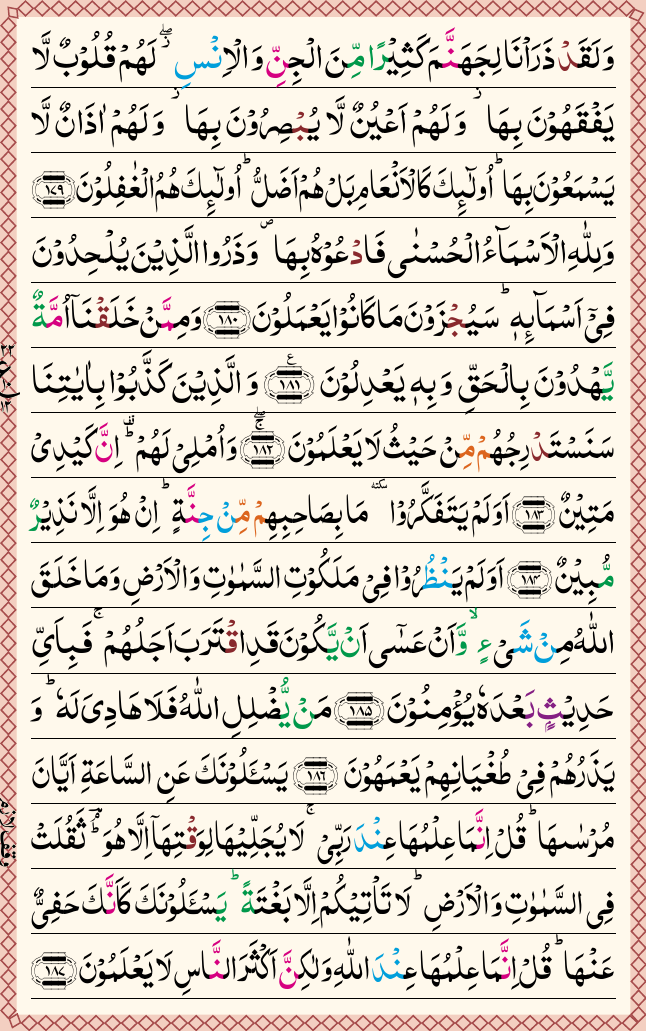 وَلَقَدْ ذَرَاْنَا لِجَهَنَّمَ كَثِيْرًا مِّنَ الْجِنِّ وَالْاِنْسِ ۖ٘ لَهُمْ قُلُوْبٌ لَّا
يَفْقَهُوْنَ بِهَا ؗ وَلَهُمْ اَعْيُنٌ لَّا يُبْصِرُوْنَ بِهَا ؗ وَلَهُمْ اٰذَانٌ لَّا
يَسْمَعُوْنَ بِهَا ؕ اُولٰٓئِكَ كَالْاَنْعَامِ بَلْ هُمْ اَضَلُّ ؕ اُولٰٓئِكَ هُمُ الْغٰفِلُوْنَ ۝۱۷۹
وَلِلّٰهِ الْاَسْمَآءُ الْحُسْنٰى فَادْعُوْهُ بِهَا ۪ وَذَرُوا الَّذِيْنَ يُلْحِدُوْنَ
فِيْۤ اَسْمَآىِٕهٖ ؕ سَيُجْزَوْنَ مَا كَانُوْا يَعْمَلُوْنَ ۝۱۸۰ وَمِمَّنْ خَلَقْنَاۤ اُمَّةٌ
يَّهْدُوْنَ بِالْحَقِّ وَبِهٖ يَعْدِلُوْنَ ۝۱۸۱ ع وَالَّذِيْنَ كَذَّبُوْا بِاٰيٰتِنَا
سَنَسْتَدْرِجُهُمْ مِّنْ حَيْثُ لَا يَعْلَمُوْنَ ۝۱۸۲ۚۖ وَاُمْلِيْ لَهُمْ ؕ۫ اِنَّ كَيْدِيْ
مَتِيْنٌ ۝۱۸۳ اَوَلَمْ يَتَفَكَّرُوْا ٚ مَا بِصَاحِبِهِمْ مِّنْ جِنَّةٍ ؕ اِنْ هُوَ اِلَّا نَذِيْرٌ
مُّبِيْنٌ ۝۱۸۴ اَوَلَمْ يَنْظُرُوْا فِيْ مَلَكُوْتِ السَّمٰوٰتِ وَالْاَرْضِ وَمَا خَلَقَ
اللّٰهُ مِنْ شَيْءٍ ۙ وَّاَنْ عَسٰۤى اَنْ يَّكُوْنَ قَدِ اقْتَرَبَ اَجَلُهُمْ ۚ فَبِاَيِّ
حَدِيْثٍۭ بَعْدَهٗ يُؤْمِنُوْنَ ۝۱۸۵ مَنْ يُّضْلِلِ اللّٰهُ فَلَا هَادِيَ لَهٗ ؕ وَ
يَذَرُهُمْ فِيْ طُغْيَانِهِمْ يَعْمَهُوْنَ ۝۱۸۶ يَسْـَٔلُوْنَكَ عَنِ السَّاعَةِ اَيَّانَ
مُرْسٰىهَا ؕ قُلْ اِنَّمَا عِلْمُهَا عِنْدَ رَبِّيْ ۚ لَا يُجَلِّيْهَا لِوَقْتِهَاۤ اِلَّا هُوَ ؔۘؕ ثَقُلَتْ
فِي السَّمٰوٰتِ وَالْاَرْضِ ؕ لَا تَاْتِيْكُمْ اِلَّا بَغْتَةً ؕ يَسْـَٔلُوْنَكَ كَاَنَّكَ حَفِيٌّ
عَنْهَا ؕ قُلْ اِنَّمَا عِلْمُهَا عِنْدَ اللّٰهِ وَلٰكِنَّ اَكْثَرَ النَّاسِ لَا يَعْلَمُوْنَ ۝۱۸۷